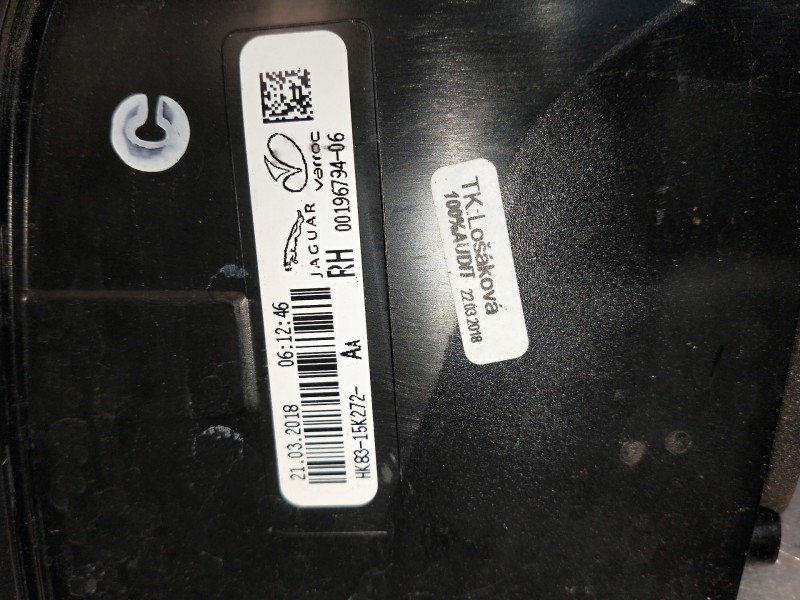 C
21.03.2018 06:12:46
JAGUAR varroc
HK83-15K272- AA
RH 00196794-06
TK:Lošáková
100%AUDIT 22.03.2018